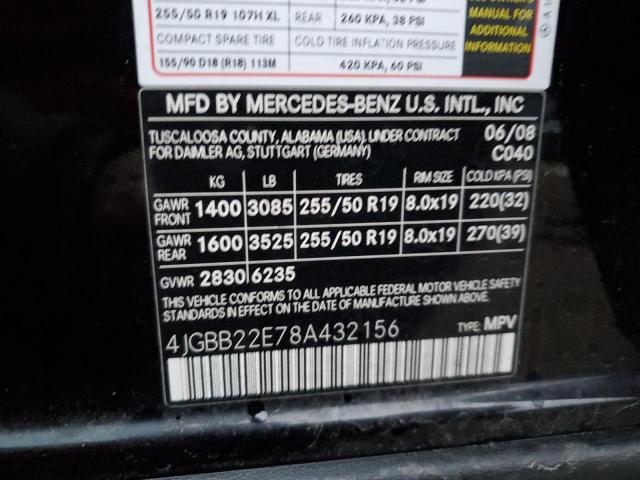 255/50 R19 107H XL REAR 260 KPA, 38 PSI
COMPACT SPARE TIRE COLD TIRE INFLATION PRESSURE
155/90 D18 (R18) 113M 420 KPA, 60 PSI
MANUAL FOR
ADDITIONAL
INFORMATION
MFD BY MERCEDES-BENZ U.S. INTL., INC
TUSCALOOSA COUNTY, ALABAMA (USA). UNDER CONTRACT 06/08
FOR DAIMLER AG, STUTTGART (GERMANY) C040
KG LB TIRES RIM SIZE COLD KPA (PSI)
GAWR FRONT 1400 3085 255/50 R19 8.0x19 220(32)
GAWR REAR 1600 3525 255/50 R19 8.0x19 270(39)
GVWR 2830 6235
THIS VEHICLE CONFORMS TO ALL APPLICABLE FEDERAL MOTOR VEHICLE SAFETY
STANDARDS IN EFFECT ON THE DATE OF MANUFACTURE SHOWN ABOVE.
4JGBB22E78A432156 TYPE: MPV